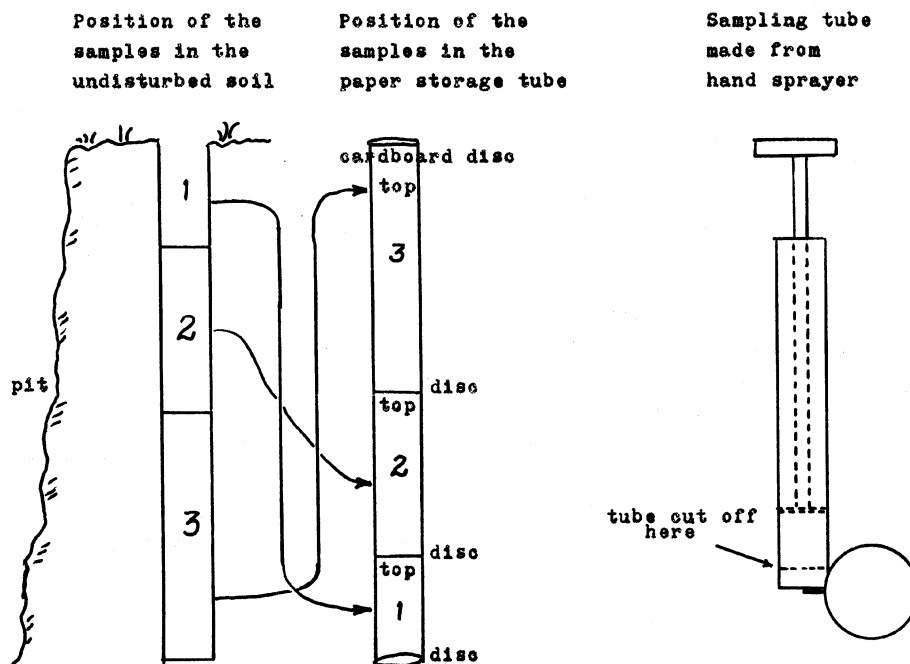 Position of the
samples in the
undisturbed soil
Position of the
samples in the
paper storage tube
Sampling tube
made from
hand sprayer
cardboard disc
top
1
3
2
pit
disc
top
2
3
tube cut off
here
disc
top
1
disc